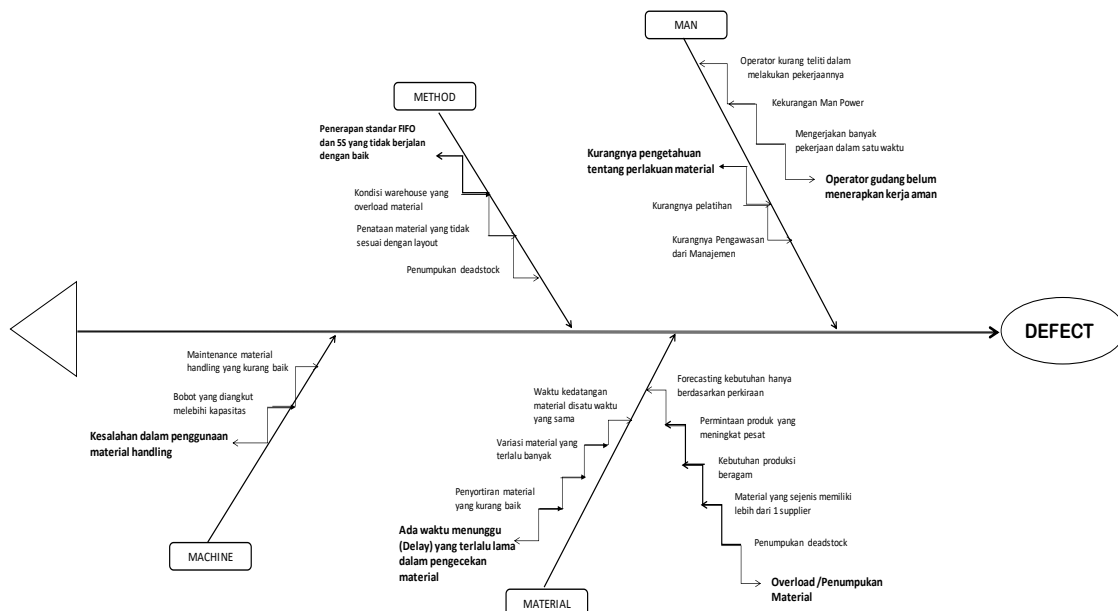 MAN
Operator kurang teliti dalam
melakukan pekerjaannya
Kekurangan Man Power
Mengerjakan banyak
pekerjaan dalam satu waktu
Operator gudang belum
menerapkan kerja aman
Kurangnya pengetahuan
tentang perlakuan material
Kurangnya pelatihan
Kurangnya Pengawasan
dari Manajemen
METHOD
Penerapan standar FIFO
dan 5S yang tidak berjalan
dengan baik
Kondisi warehouse yang
overload material
Penataan material yang tidak
sesuai dengan layout
Penumpukan deadstock
DEFECT
Maintenance material
handling yang kurang baik
Bobot yang diangkut
melebihi kapasitas
Kesalahan dalam penggunaan
material handling
MACHINE
Waktu kedatangan
material disatu waktu
yang sama
Variasi material yang
terlalu banyak
Penyortiran material
yang kurang baik
Ada waktu menunggu
(Delay) yang terlalu lama
dalam pengecekan
material
Forecasting kebutuhan hanya
berdasarkan perkiraan
Permintaan produk yang
meningkat pesat
Kebutuhan produksi
beragam
Material yang sejenis memiliki
lebih dari 1 supplier
Penumpukan deadstock
Overload /Penumpukan
Material
MATERIAL